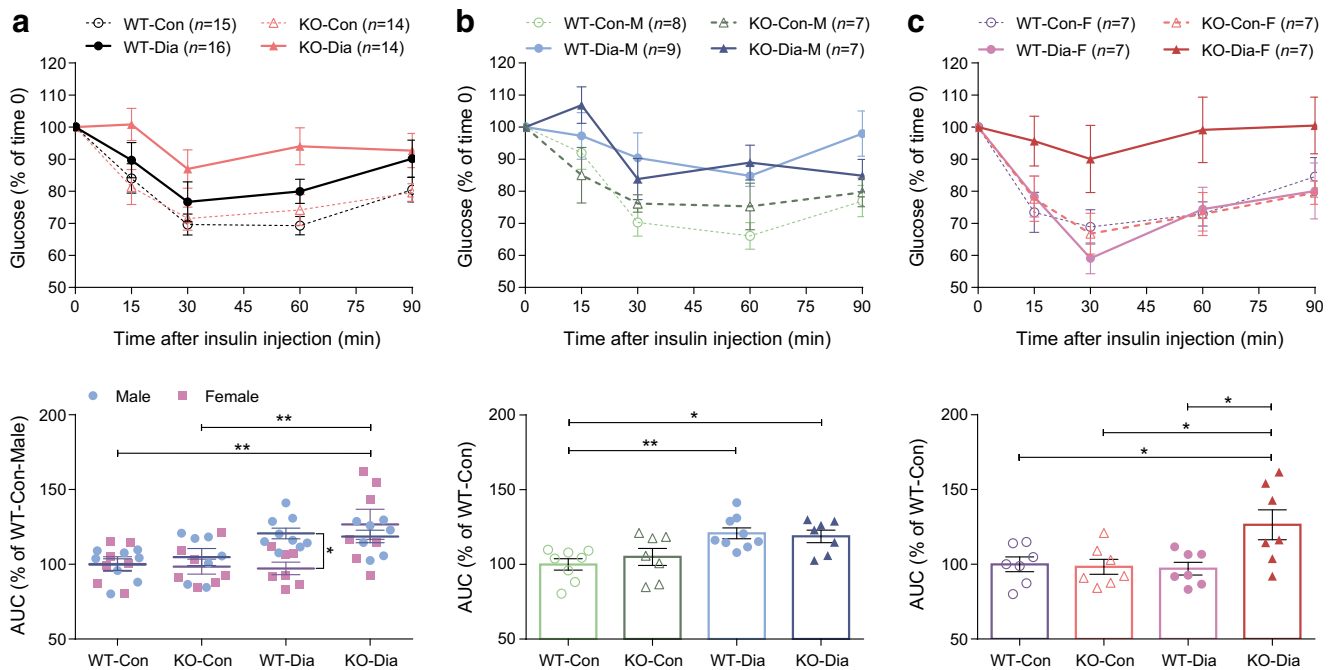 a
WT-Con (n=15)
KO-Con (n=14)
WT-Dia (n=16)
KO-Dia (n=14)
120
110
100
90
80
70
60
50
Glucose (% of time 0)
0 15 30 45 60 75 90
Time after insulin injection (min)
b
WT-Con-M (n=8)
KO-Con-M (n=7)
WT-Dia-M (n=9)
KO-Dia-M (n=7)
120
110
100
90
80
70
60
50
Glucose (% of time 0)
0 15 30 45 60 75 90
Time after insulin injection (min)
c
WT-Con-F (n=7)
KO-Con-F (n=7)
WT-Dia-F (n=7)
KO-Dia-F (n=7)
120
110
100
90
80
70
60
50
Glucose (% of time 0)
0 15 30 45 60 75 90
Time after insulin injection (min)
Male Female
200
150
100
50
AUC (% of WT-Con-Male)
**
**
*
WT-Con KO-Con WT-Dia KO-Dia
200
150
100
50
AUC (% of WT-Con)
*
**
WT-Con KO-Con WT-Dia KO-Dia
200
150
100
50
AUC (% of WT-Con)
*
*
*
WT-Con KO-Con WT-Dia KO-Dia